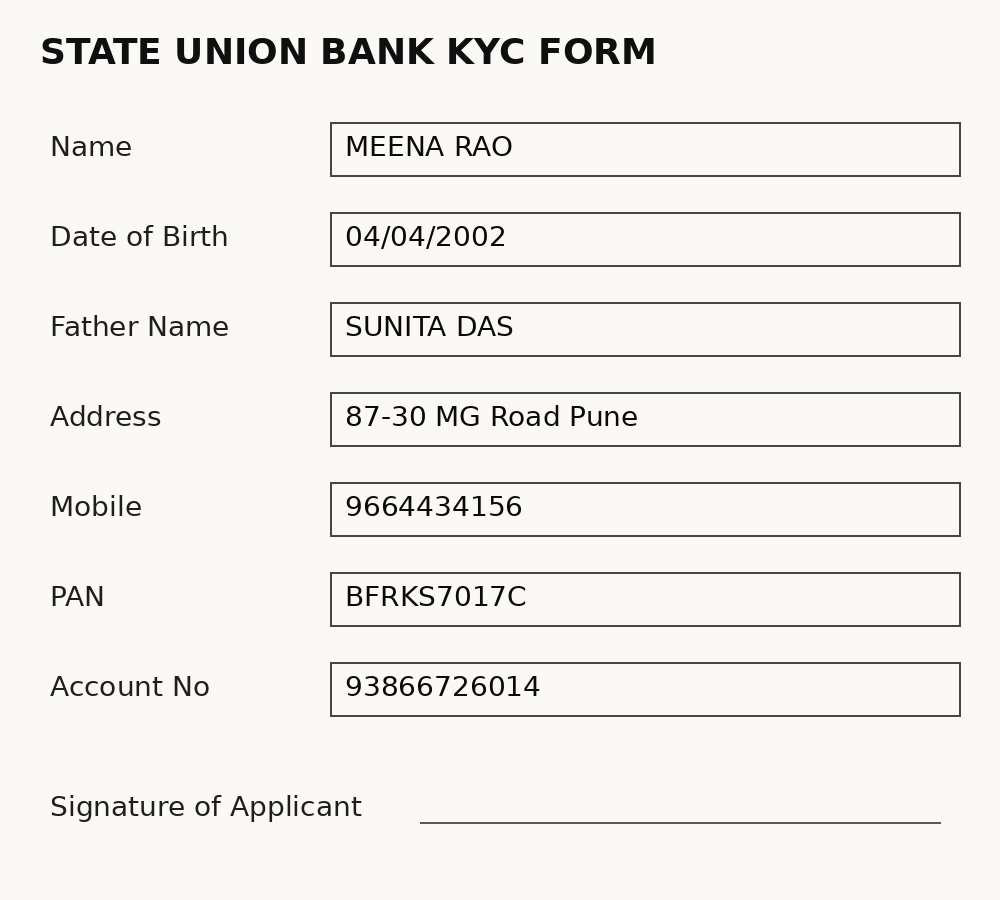 STATE UNION BANK KYC FORM
Name MEENA RAO
Date of Birth 04/04/2002
Father Name SUNITA DAS
Address 87-30 MG Road Pune
Mobile 9664434156
PAN BFRKS7017C
Account No 93866726014
Signature of Applicant